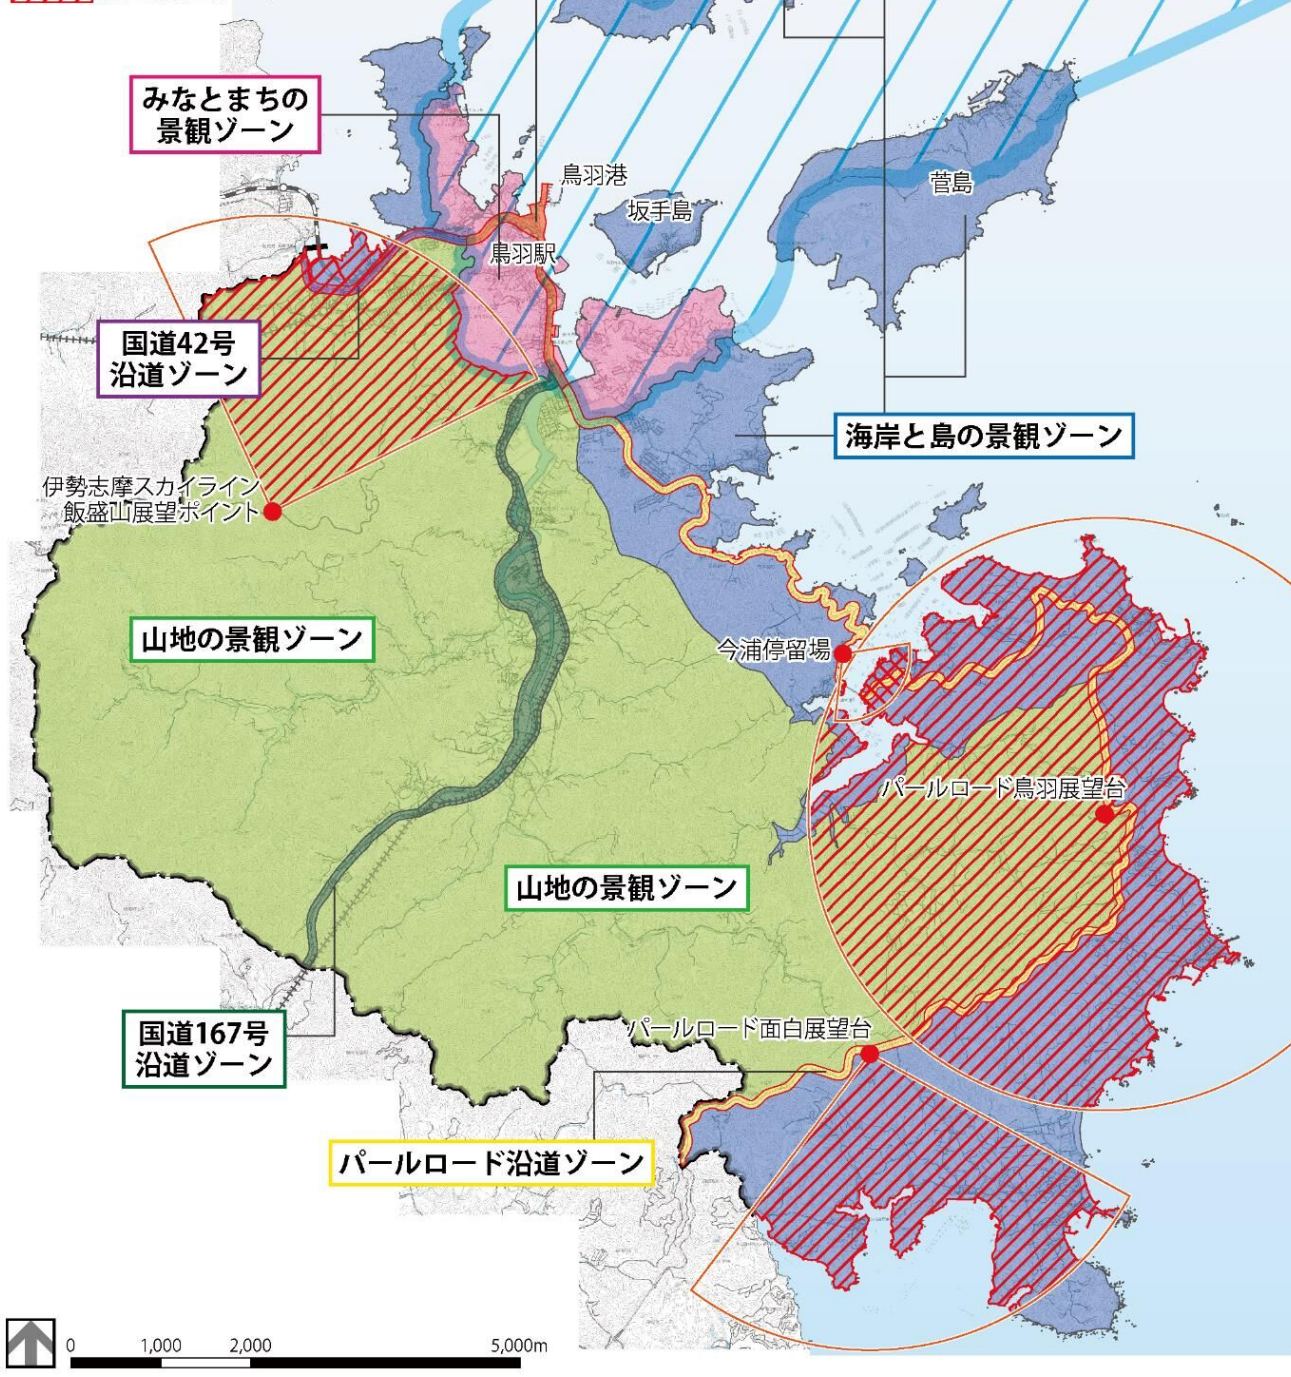 みなとまちの
景観ゾーン
鳥羽港
坂手島
菅島
鳥羽駅
国道42号
沿道ゾーン
海岸と島の景観ゾーン
伊勢志摩スカイライン
飯盛山展望ポイント
山地の景観ゾーン
今浦停留場
パールロード鳥羽展望台
山地の景観ゾーン
国道167号
沿道ゾーン
パールロード面白展望台
パールロード沿道ゾーン
0 1,000 2,000 5,000m